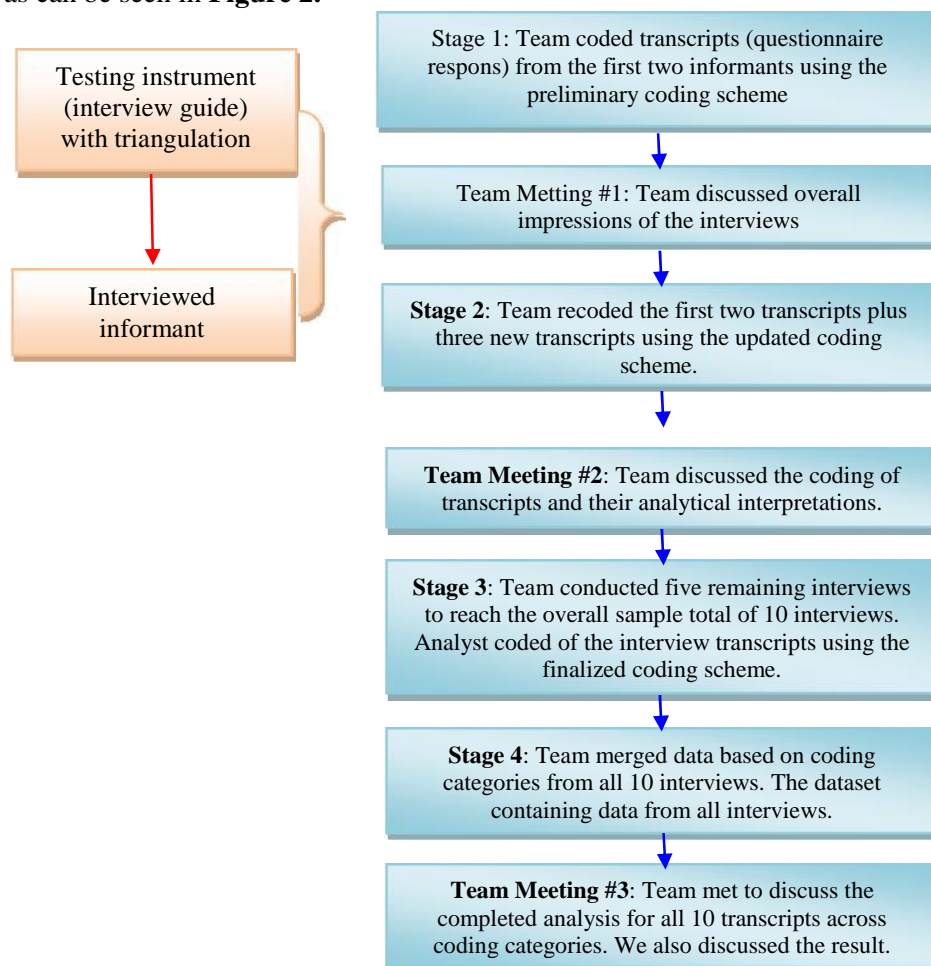 as can be seen in Figure 2.
Testing instrument
(interview guide)
with triangulation
Interviewed
informant
Stage 1: Team coded transcripts (questionnaire
respons) from the first two informants using the
preliminary coding scheme
Team Metting #1: Team discussed overall
impressions of the interviews
Stage 2: Team recoded the first two transcripts plus
three new transcripts using the updated coding
scheme.
Team Meeting #2: Team discussed the coding of
transcripts and their analytical interpretations.
Stage 3: Team conducted five remaining interviews
to reach the overall sample total of 10 interviews.
Analyst coded of the interview transcripts using the
finalized coding scheme.
Stage 4: Team merged data based on coding
categories from all 10 interviews. The dataset
containing data from all interviews.
Team Meeting #3: Team met to discuss the
completed analysis for all 10 transcripts across
coding categories. We also discussed the result.